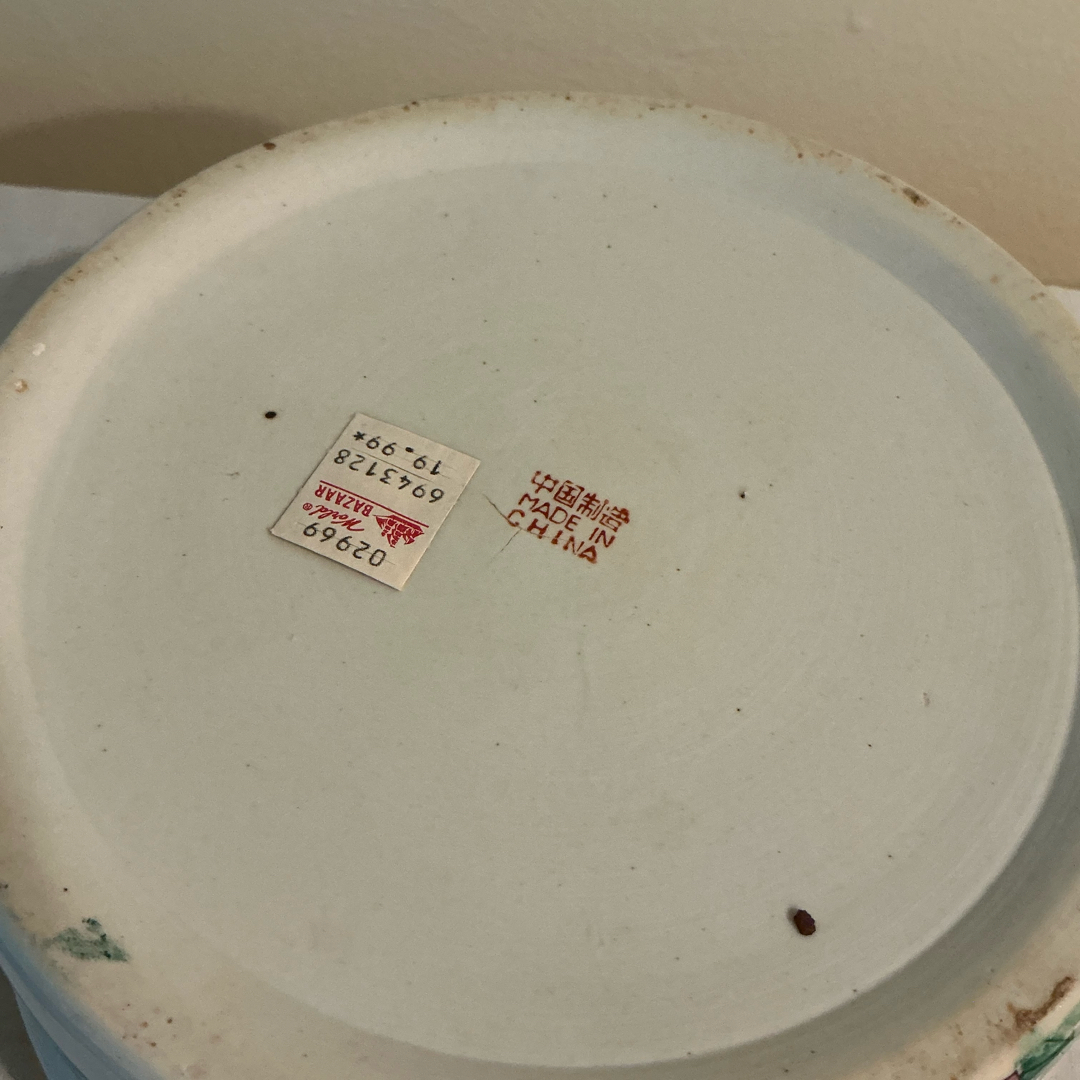 02969
World®
BAZAAR
6943128
19.99*
中国制造
MADE IN
CHINA